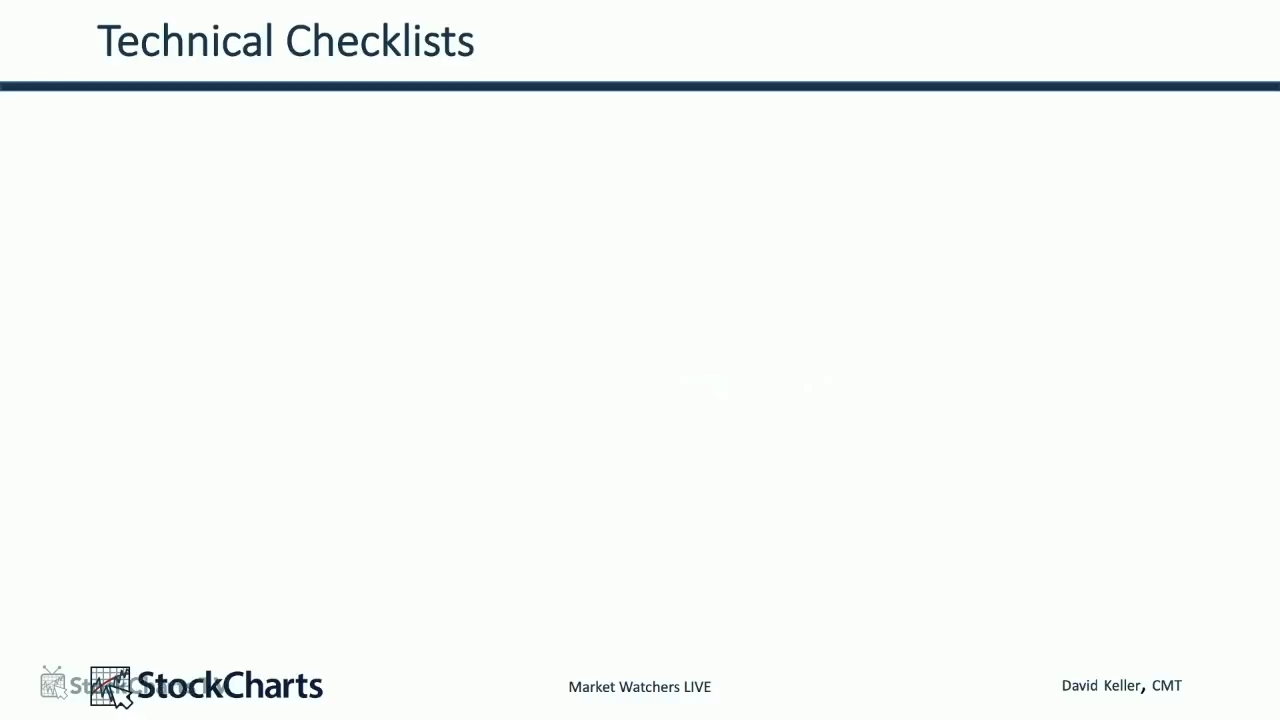 Technical Checklists
StockCharts
Market Watchers LIVE
David Keller, CMT